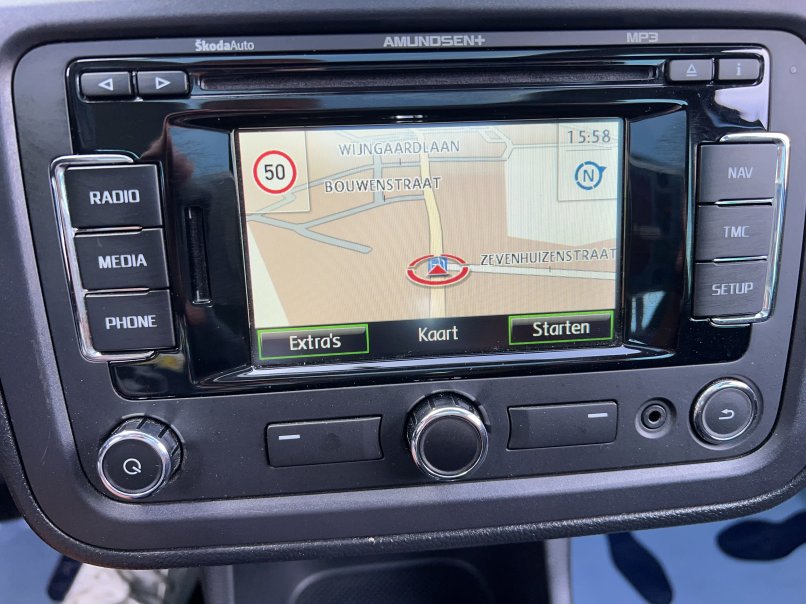 ŠkodaAuto AMUNDSEN+ MP3
i
RADIO
MEDIA
PHONE
50
WIJNGAARDLAAN
BOUWENSTRAAT
ZEVENHUIZENSTRAAT
15:58
N
Extra's Kaart Starten
NAV
TMC
SETUP